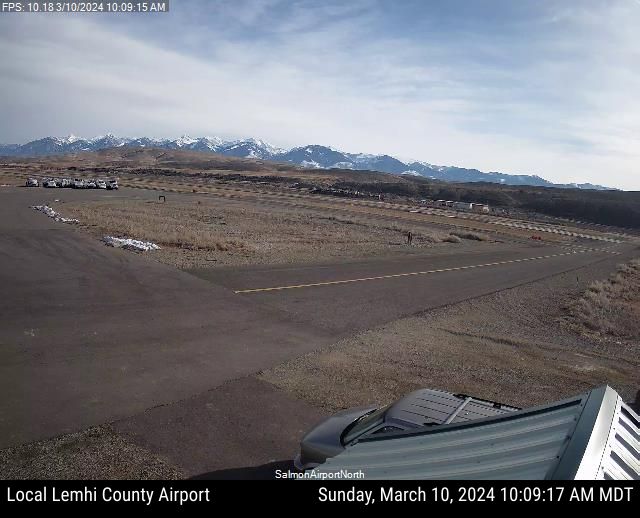 FPS: 10.18 3/10/2024 10:09:15 AM
SalmonAirportNorth
Local Lemhi County Airport Sunday, March 10, 2024 10:09:17 AM MDT